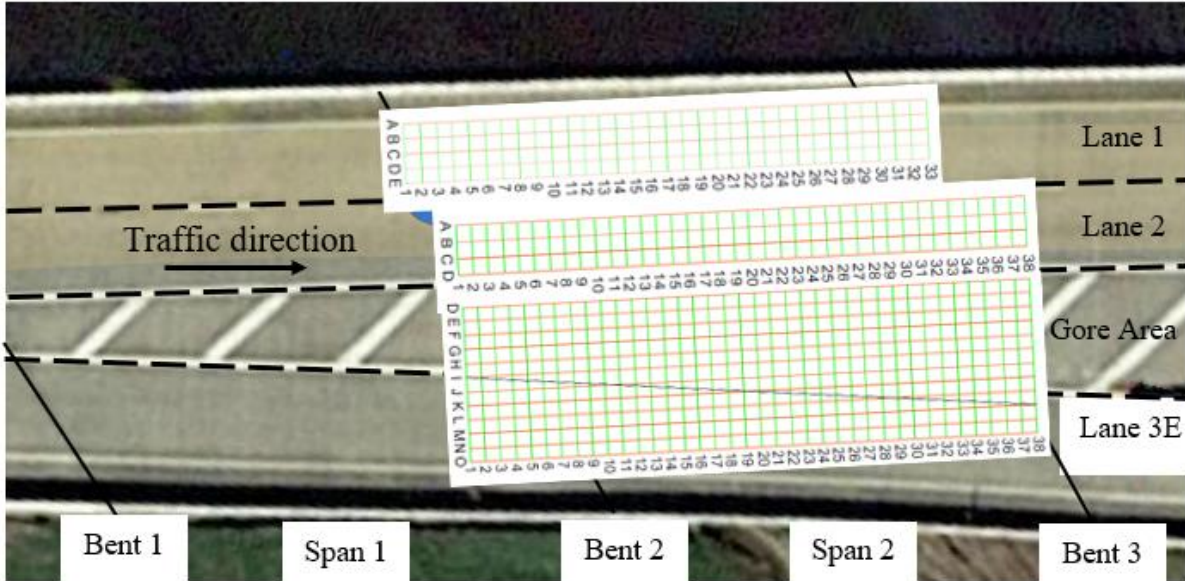 Lane 1
A B C D E
1 2 3 4 5 6 7 8 9 10 11 12 13 14 15 16 17 18 19 20 21 22 23 24 25 26 27 28 29 30 31 32 33
Lane 2
Traffic direction
A B C D
1 2 3 4 5 6 7 8 9 10 11 12 13 14 15 16 17 18 19 20 21 22 23 24 25 26 27 28 29 30 31 32 33 34 35 36 37 38
Gore Area
D E F G H I J K L M N O
1 2 3 4 5 6 7 8 9 10 11 12 13 14 15 16 17 18 19 20 21 22 23 24 25 26 27 28 29 30 31 32 33 34 35 36 37 38
Lane 3E
Bent 1
Span 1
Bent 2
Span 2
Bent 3